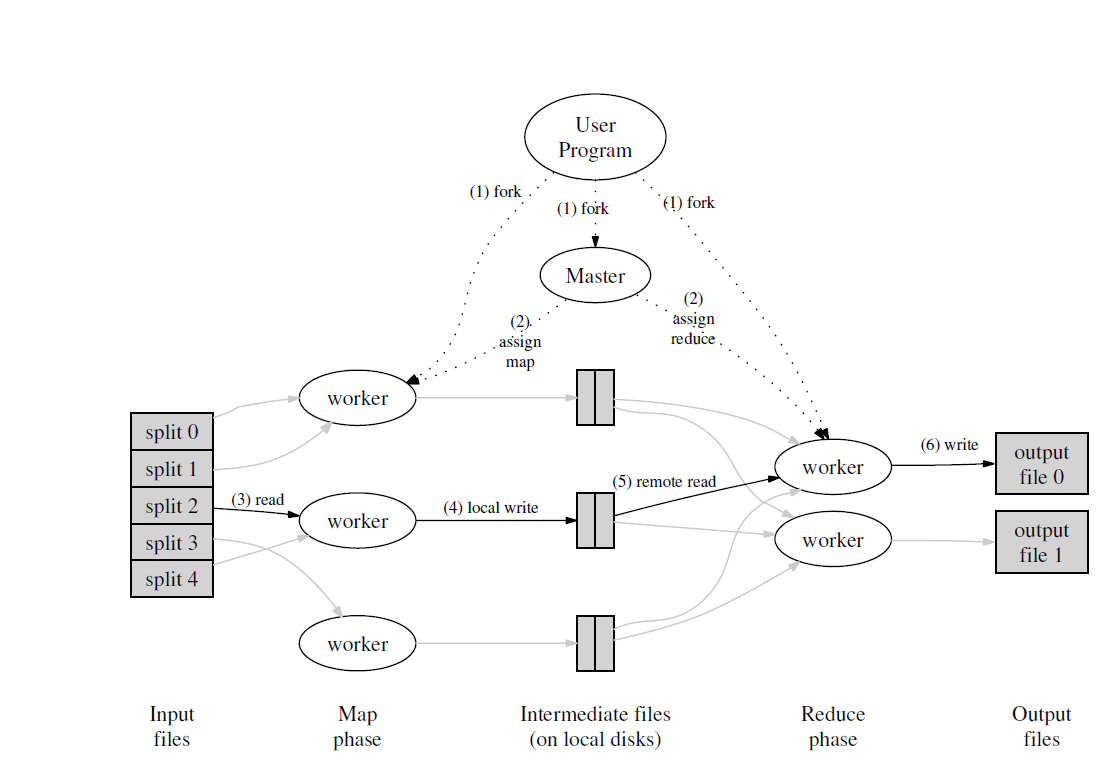 User
Program
(1) fork
(1) fork
(1) fork
Master
(2)
assign
map
(2)
assign
reduce
split 0
split 1
split 2
split 3
split 4
(3) read
worker
worker
worker
(4) local write
(5) remote read
worker
worker
(6) write
output
file 0
output
file 1
Input
files
Map
phase
Intermediate files
(on local disks)
Reduce
phase
Output
files